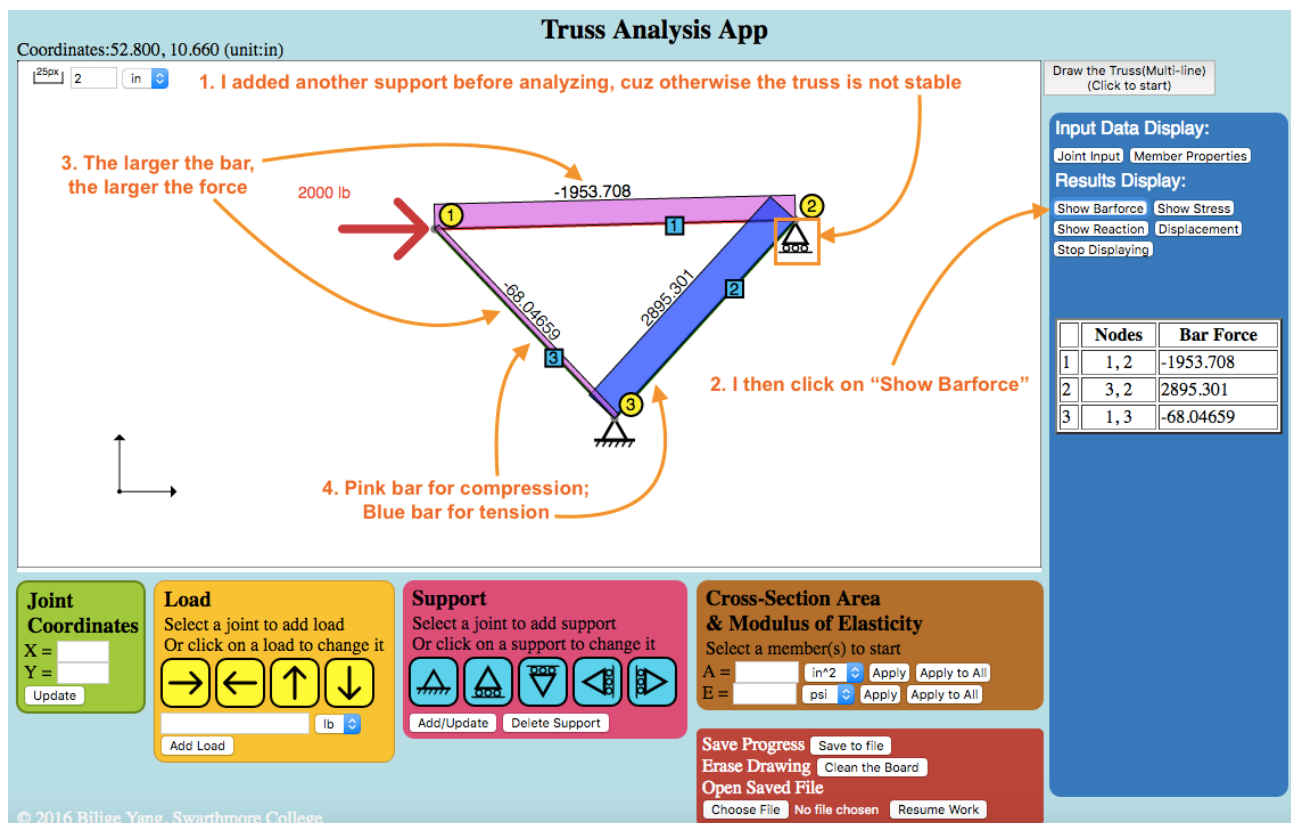 Truss Analysis App
Coordinates:52.800, 10.660 (unit:in)
25px
2
in
1. I added another support before analyzing, cuz otherwise the truss is not stable
3. The larger the bar,
the larger the force
2000 lb
-1953.708
1
2
1
-68.04659
2895.301
2
3
3
2. I then click on “Show Barforce”
4. Pink bar for compression;
Blue bar for tension
Draw the Truss(Multi-line)
(Click to start)
Input Data Display:
Joint Input Member Properties
Results Display:
Show Barforce Show Stress
Show Reaction Displacement
Stop Displaying
Nodes Bar Force
1 1, 2 -1953.708
2 3, 2 2895.301
3 1, 3 -68.04659
Joint
Coordinates
X =
Y =
Update
Load
Select a joint to add load
Or click on a load to change it
lb
Add Load
Support
Select a joint to add support
Or click on a support to change it
Add/Update Delete Support
Cross-Section Area
& Modulus of Elasticity
Select a member(s) to start
A = in^2 Apply Apply to All
E = psi Apply Apply to All
Save Progress Save to file
Erase Drawing Clean the Board
Open Saved File
Choose File No file chosen Resume Work
© 2016 Bilige Yang, Swarthmore College